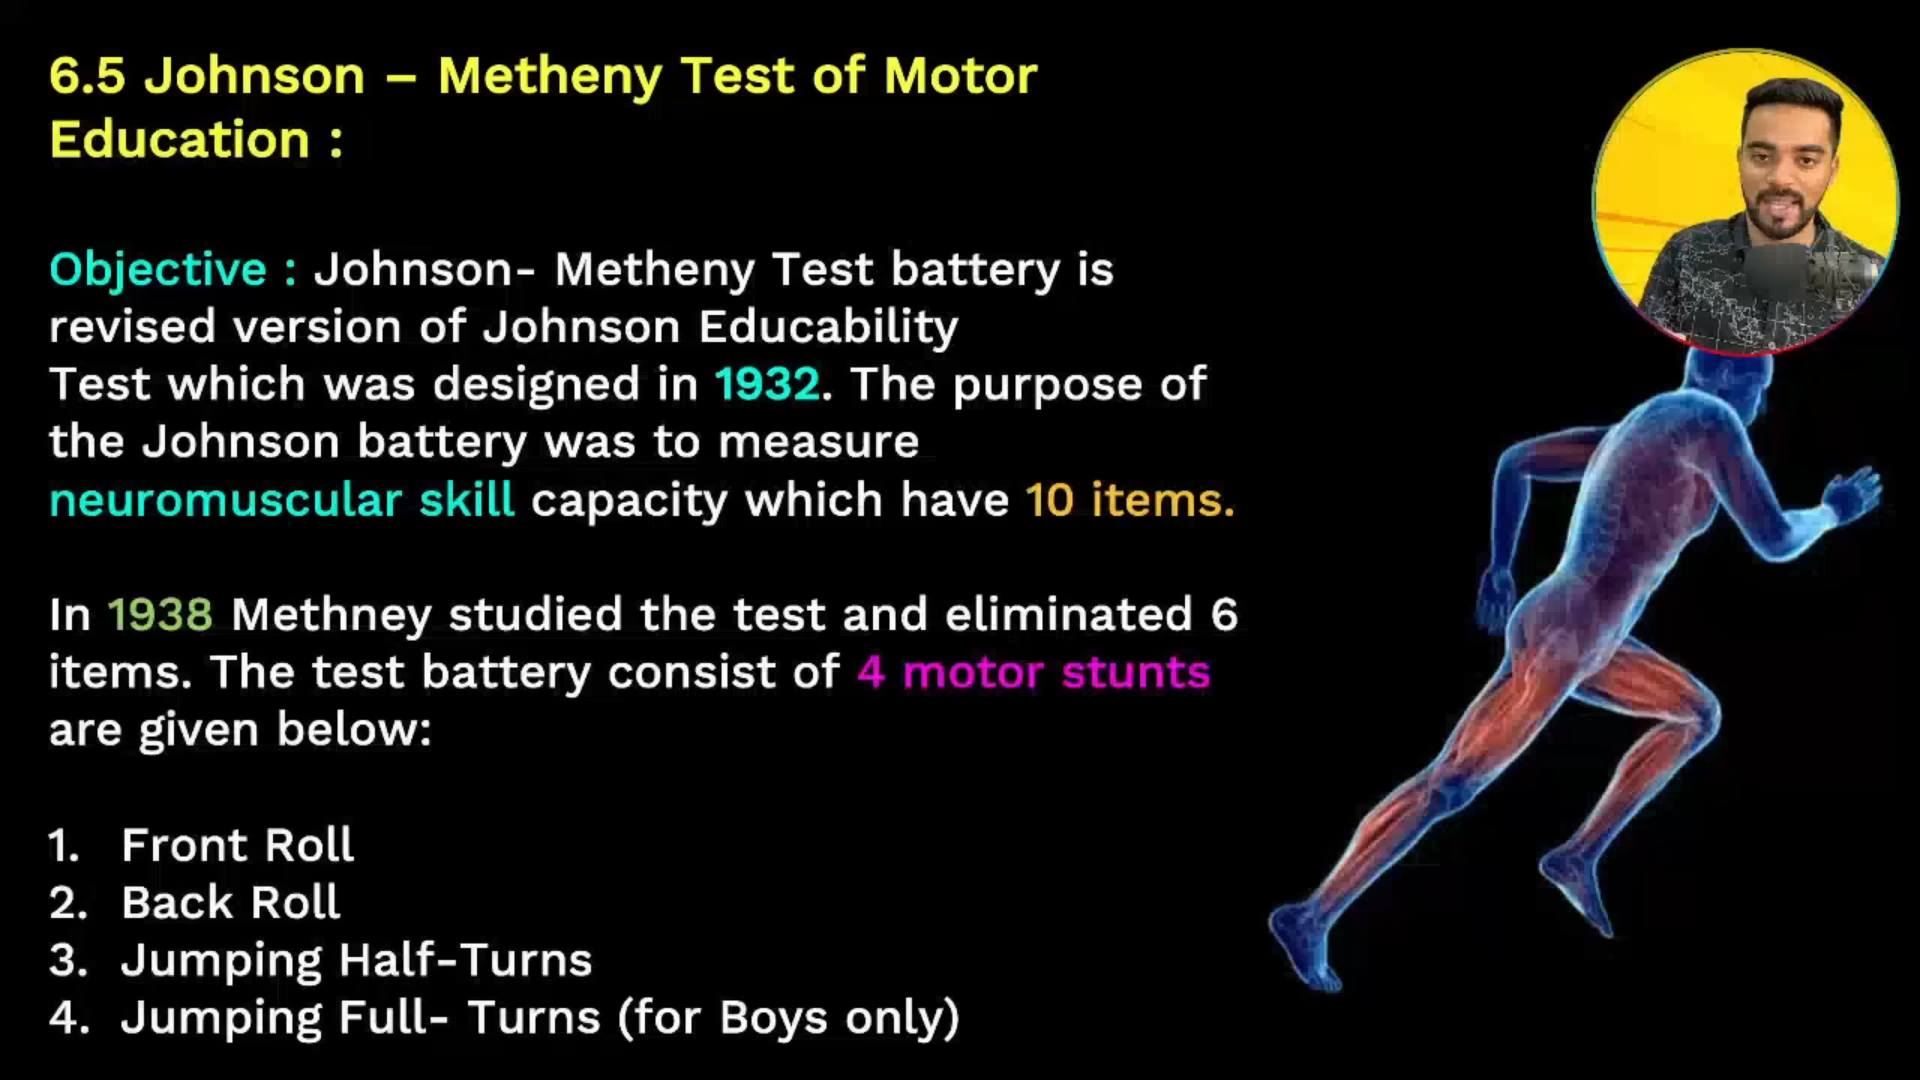 6.5 Johnson – Metheny Test of Motor
Education :
Objective : Johnson- Metheny Test battery is
revised version of Johnson Educability
Test which was designed in 1932. The purpose of
the Johnson battery was to measure
neuromuscular skill capacity which have 10 items.
In 1938 Methney studied the test and eliminated 6
items. The test battery consist of 4 motor stunts
are given below:
1. Front Roll
2. Back Roll
3. Jumping Half-Turns
4. Jumping Full- Turns (for Boys only)